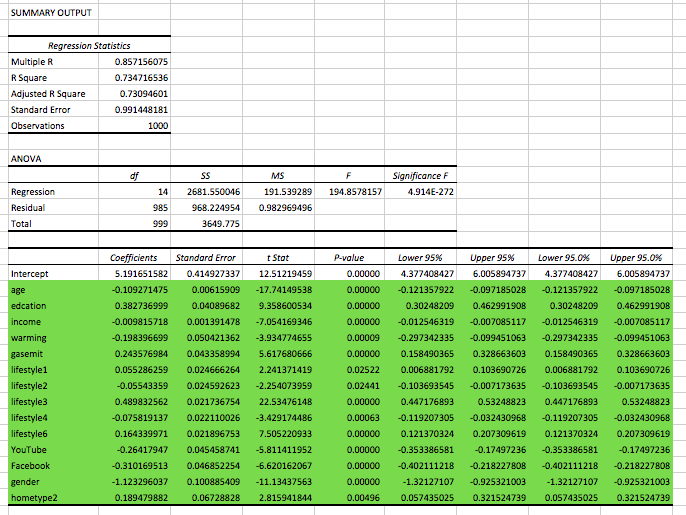 SUMMARY OUTPUT
Regression Statistics
Multiple R 0.857156075
R Square 0.734716536
Adjusted R Square 0.73094601
Standard Error 0.991448181
Observations 1000
ANOVA
df SS MS F Significance F
Regression 14 2681.550046 191.539289 194.8578157 4.914E-272
Residual 985 968.224954 0.982969496
Total 999 3649.775
Coefficients Standard Error t Stat P-value Lower 95% Upper 95% Lower 95.0% Upper 95.0%
Intercept 5.191651582 0.414927337 12.51219459 0.00000 4.377408427 6.005894737 4.377408427 6.005894737
age -0.109271475 0.00615909 -17.74149538 0.00000 -0.121357922 -0.097185028 -0.121357922 -0.097185028
edcation 0.382736999 0.04089682 9.358600534 0.00000 0.30248209 0.462991908 0.30248209 0.462991908
income -0.009815718 0.001391478 -7.054169346 0.00000 -0.012546319 -0.007085117 -0.012546319 -0.007085117
warming -0.198396699 0.050421362 -3.934774655 0.00009 -0.297342335 -0.099451063 -0.297342335 -0.099451063
gasemit 0.243576984 0.043358994 5.617680666 0.00000 0.158490365 0.328663603 0.158490365 0.328663603
lifestyle1 0.055286259 0.024666264 2.241371419 0.02522 0.006881792 0.103690726 0.006881792 0.103690726
lifestyle2 -0.05543359 0.024592623 -2.254073959 0.02441 -0.103693545 -0.007173635 -0.103693545 -0.007173635
lifestyle3 0.489832562 0.021736754 22.53476148 0.00000 0.447176893 0.53248823 0.447176893 0.53248823
lifestyle4 -0.075819137 0.022110026 -3.429174486 0.00063 -0.119207305 -0.032430968 -0.119207305 -0.032430968
lifestyle6 0.164339971 0.021896753 7.505220933 0.00000 0.121370324 0.207309619 0.121370324 0.207309619
YouTube -0.26417947 0.045458741 -5.811411952 0.00000 -0.353386581 -0.17497236 -0.353386581 -0.17497236
Facebook -0.310169513 0.046852254 -6.620162067 0.00000 -0.402111218 -0.218227808 -0.402111218 -0.218227808
gender -1.123296037 0.100885409 -11.13437563 0.00000 -1.32127107 -0.925321003 -1.32127107 -0.925321003
hometype2 0.189479882 0.06728828 2.815941844 0.00496 0.057435025 0.321524739 0.057435025 0.321524739